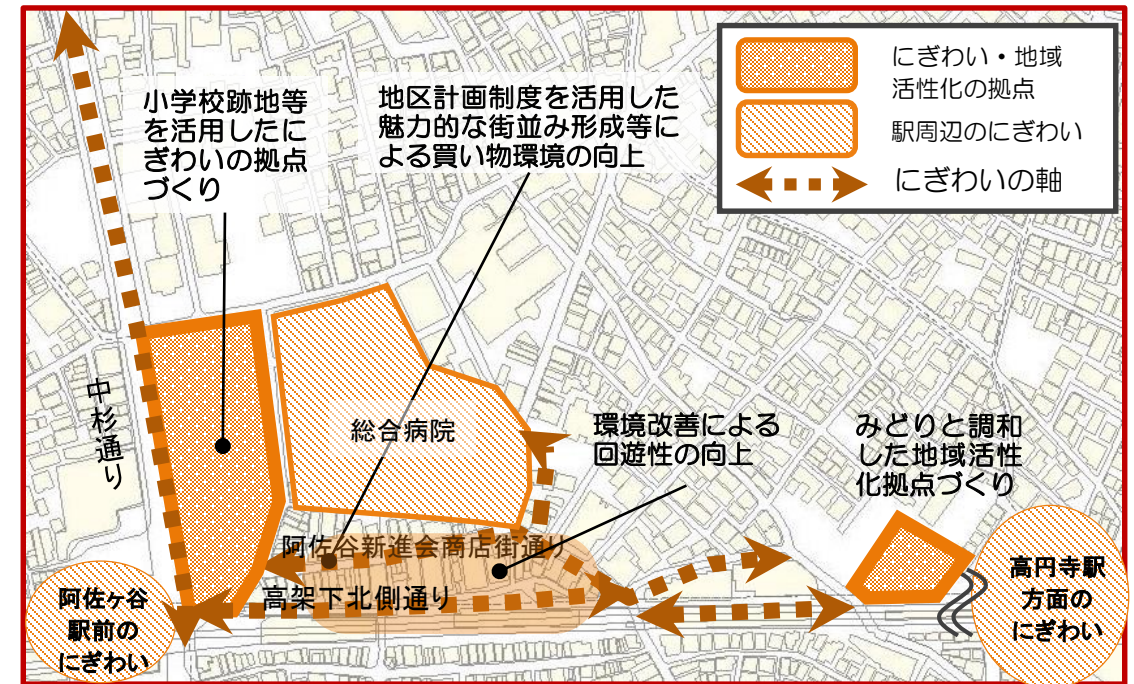 小学校跡地等
を活用したに
ぎわいの拠点
づくり
地区計画制度を活用した
魅力的な街並み形成等に
よる買い物環境の向上
にぎわい・地域
活性化の拠点
駅周辺のにぎわい
にぎわいの軸
中杉通り
総合病院
環境改善による
回遊性の向上
みどりと調和
した地域活性
化拠点づくり
阿佐谷新進会商店街通り
高架下北側通り
阿佐ヶ谷
駅前の
にぎわい
高円寺駅
方面の
にぎわい